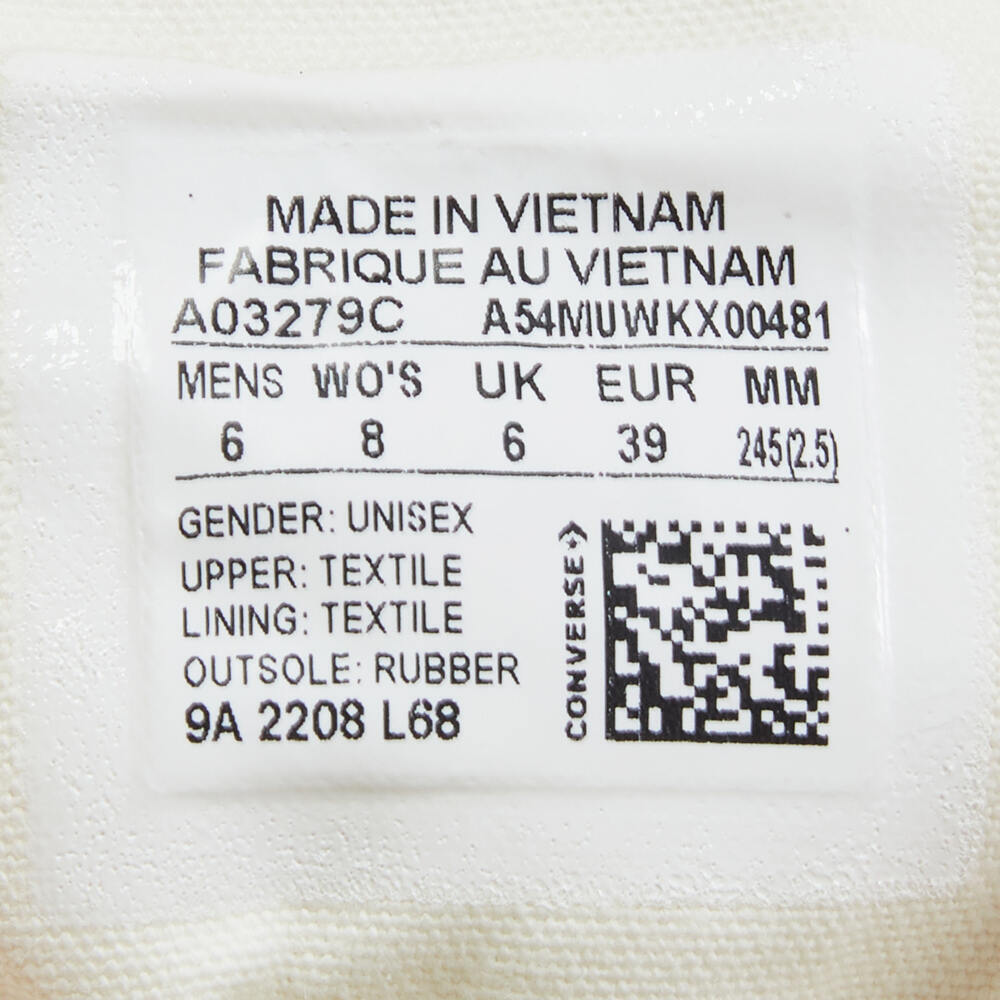 MADE IN VIETNAM
FABRIQUE AU VIETNAM
A03279C A54MUWKX00481
MENS WO'S UK EUR MM
6 8 6 39 245(2.5)
GENDER: UNISEX
UPPER: TEXTILE
LINING: TEXTILE
OUTSOLE: RUBBER
9A 2208 L68
CONVERSE